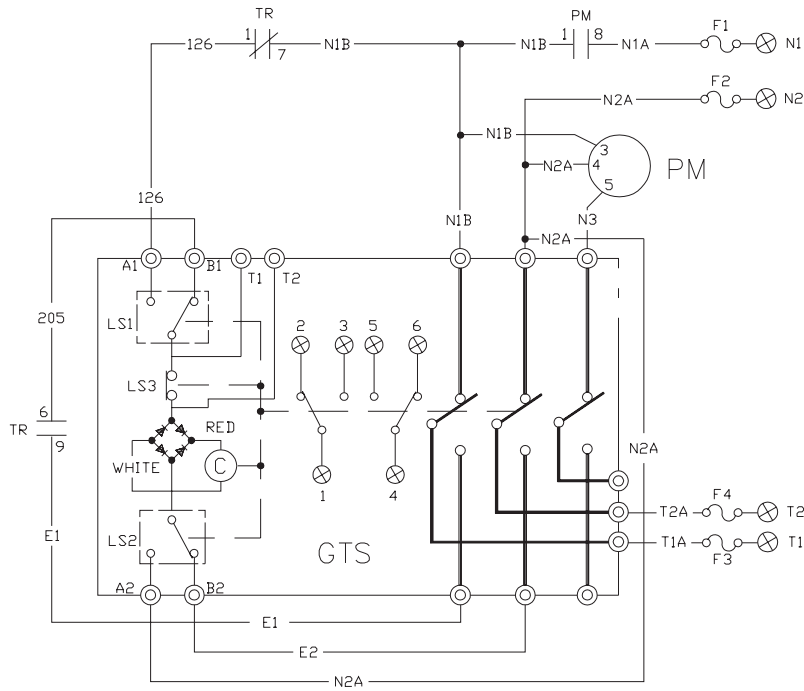 TR
PM
F1
126
1
7
N1B
N1B
1
8
N1A
N1
F2
N2A
N2
N1B
3
N2A
4
PM
5
126
N1B
N3
N2A
A1
B1
T1
T2
205
LS1
2
3
5
6
LS3
6
TR
9
RED
WHITE
C
N2A
1
4
F4
T2A
T2
E1
LS2
GTS
T1A
F3
T1
A2
B2
E1
E2
N2A